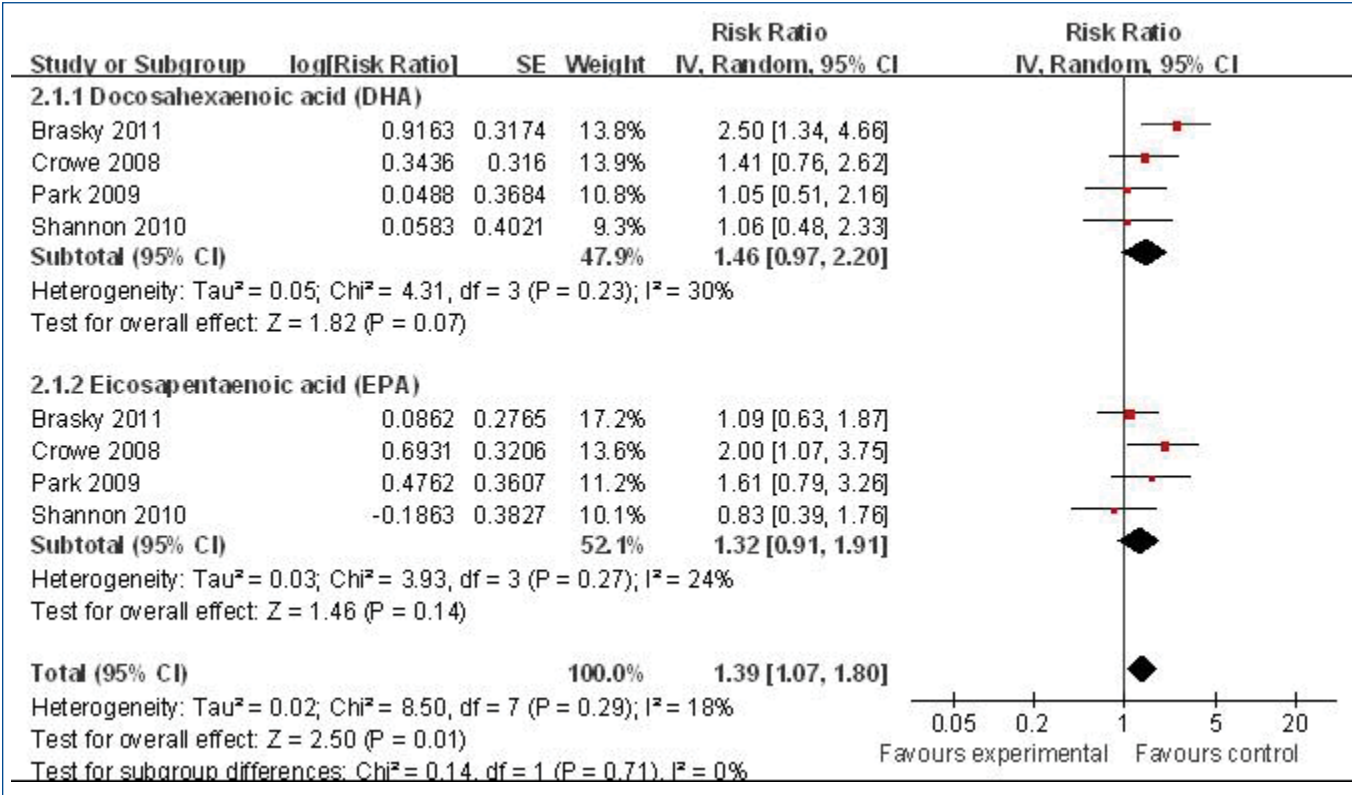 Risk Ratio Risk Ratio
Study or Subgroup log[Risk Ratio] SE Weight IV, Random, 95% CI IV, Random, 95% CI
2.1.1 Docosahexaenoic acid (DHA)
Brasky 2011 0.9163 0.3174 13.8% 2.50 [1.34, 4.66]
Crowe 2008 0.3436 0.316 13.9% 1.41 [0.76, 2.62]
Park 2009 0.0488 0.3684 10.8% 1.05 [0.51, 2.16]
Shannon 2010 0.0583 0.4021 9.3% 1.06 [0.48, 2.33]
Subtotal (95% CI) 47.9% 1.46 [0.97, 2.20]
Heterogeneity: Tau² = 0.05; Chi² = 4.31, df = 3 (P = 0.23); I² = 30%
Test for overall effect: Z = 1.82 (P = 0.07)
2.1.2 Eicosapentaenoic acid (EPA)
Brasky 2011 0.0862 0.2765 17.2% 1.09 [0.63, 1.87]
Crowe 2008 0.6931 0.3206 13.6% 2.00 [1.07, 3.75]
Park 2009 0.4762 0.3607 11.2% 1.61 [0.79, 3.26]
Shannon 2010 -0.1863 0.3827 10.1% 0.83 [0.39, 1.76]
Subtotal (95% CI) 52.1% 1.32 [0.91, 1.91]
Heterogeneity: Tau² = 0.03; Chi² = 3.93, df = 3 (P = 0.27); I² = 24%
Test for overall effect: Z = 1.46 (P = 0.14)
Total (95% CI) 100.0% 1.39 [1.07, 1.80]
Heterogeneity: Tau² = 0.02; Chi² = 8.50, df = 7 (P = 0.29); I² = 18%
Test for overall effect: Z = 2.50 (P = 0.01)
Test for subgroup differences: Chi² = 0.14, df = 1 (P = 0.71), I² = 0%
0.05 0.2 1 5 20
Favours experimental Favours control